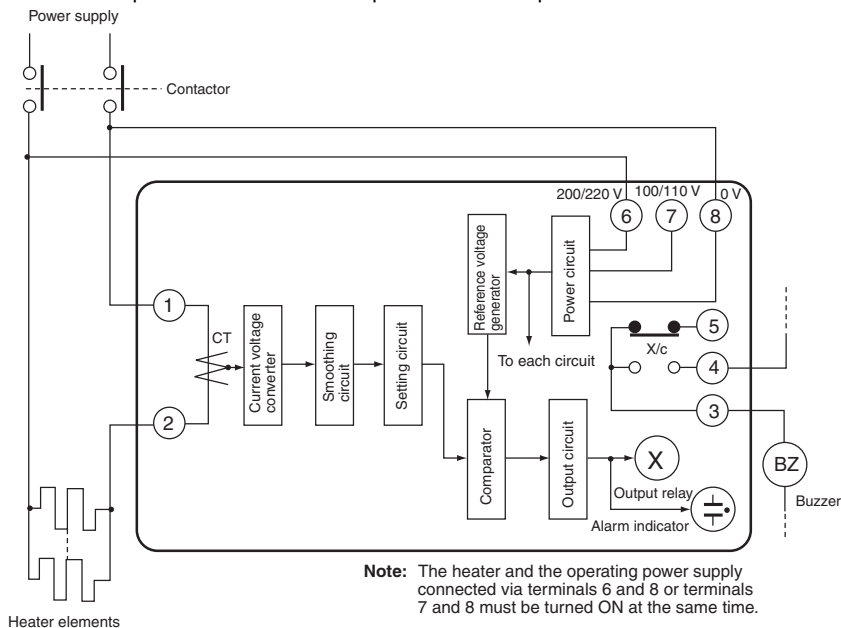 Power supply
Contactor
200/220 V
100/110 V
0 V
6
7
8
Reference voltage
generator
Power circuit
1
CT
Current voltage
converter
Smoothing
circuit
Setting circuit
To each circuit
X/c
5
4
3
2
Comparator
Output circuit
X
Output relay
Alarm indicator
BZ
Buzzer
Note: The heater and the operating power supply
connected via terminals 6 and 8 or terminals
7 and 8 must be turned ON at the same time.
Heater elements